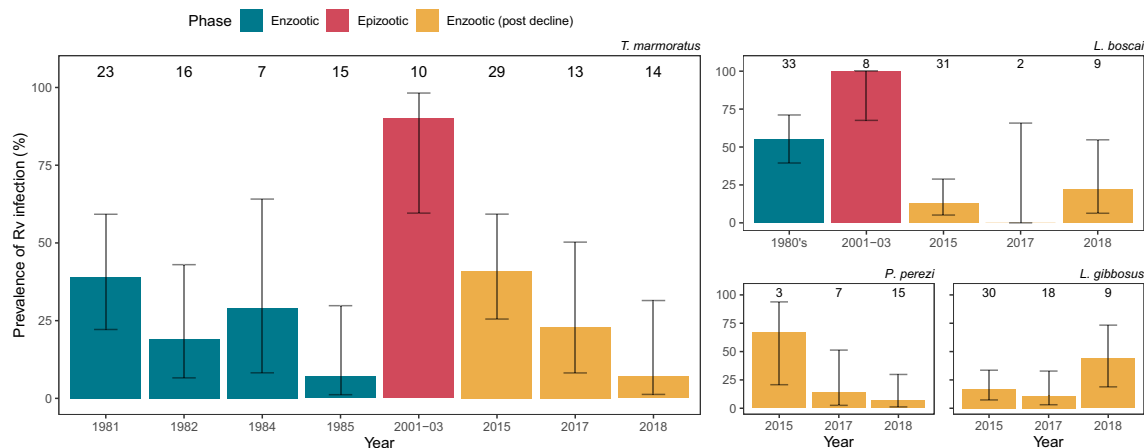 Phase Enzootic Epizootic Enzootic (post decline)
T. marmoratus
23 16 7 15 10 29 13 14
Prevalence of Rv infection (%)
100
75
50
25
0
1981 1982 1984 1985 2001−03 2015 2017 2018
Year
L. boscai
33 8 31 2 9
100
75
50
25
0
1980's 2001−03 2015 2017 2018
P. perezi
3 7 15
100
75
50
25
0
2015 2017 2018
Year
L. gibbosus
30 18 9
2015 2017 2018
Year